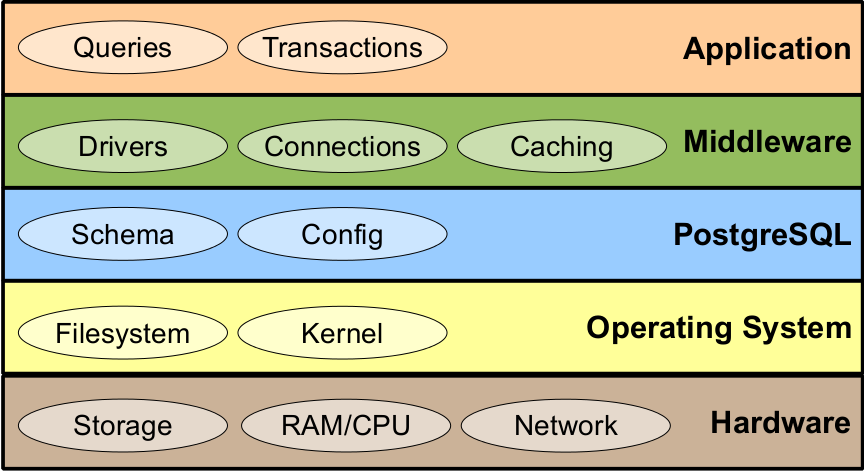 Queries Transactions Application
Drivers Connections Caching Middleware
Schema Config PostgreSQL
Filesystem Kernel Operating System
Storage RAM/CPU Network Hardware